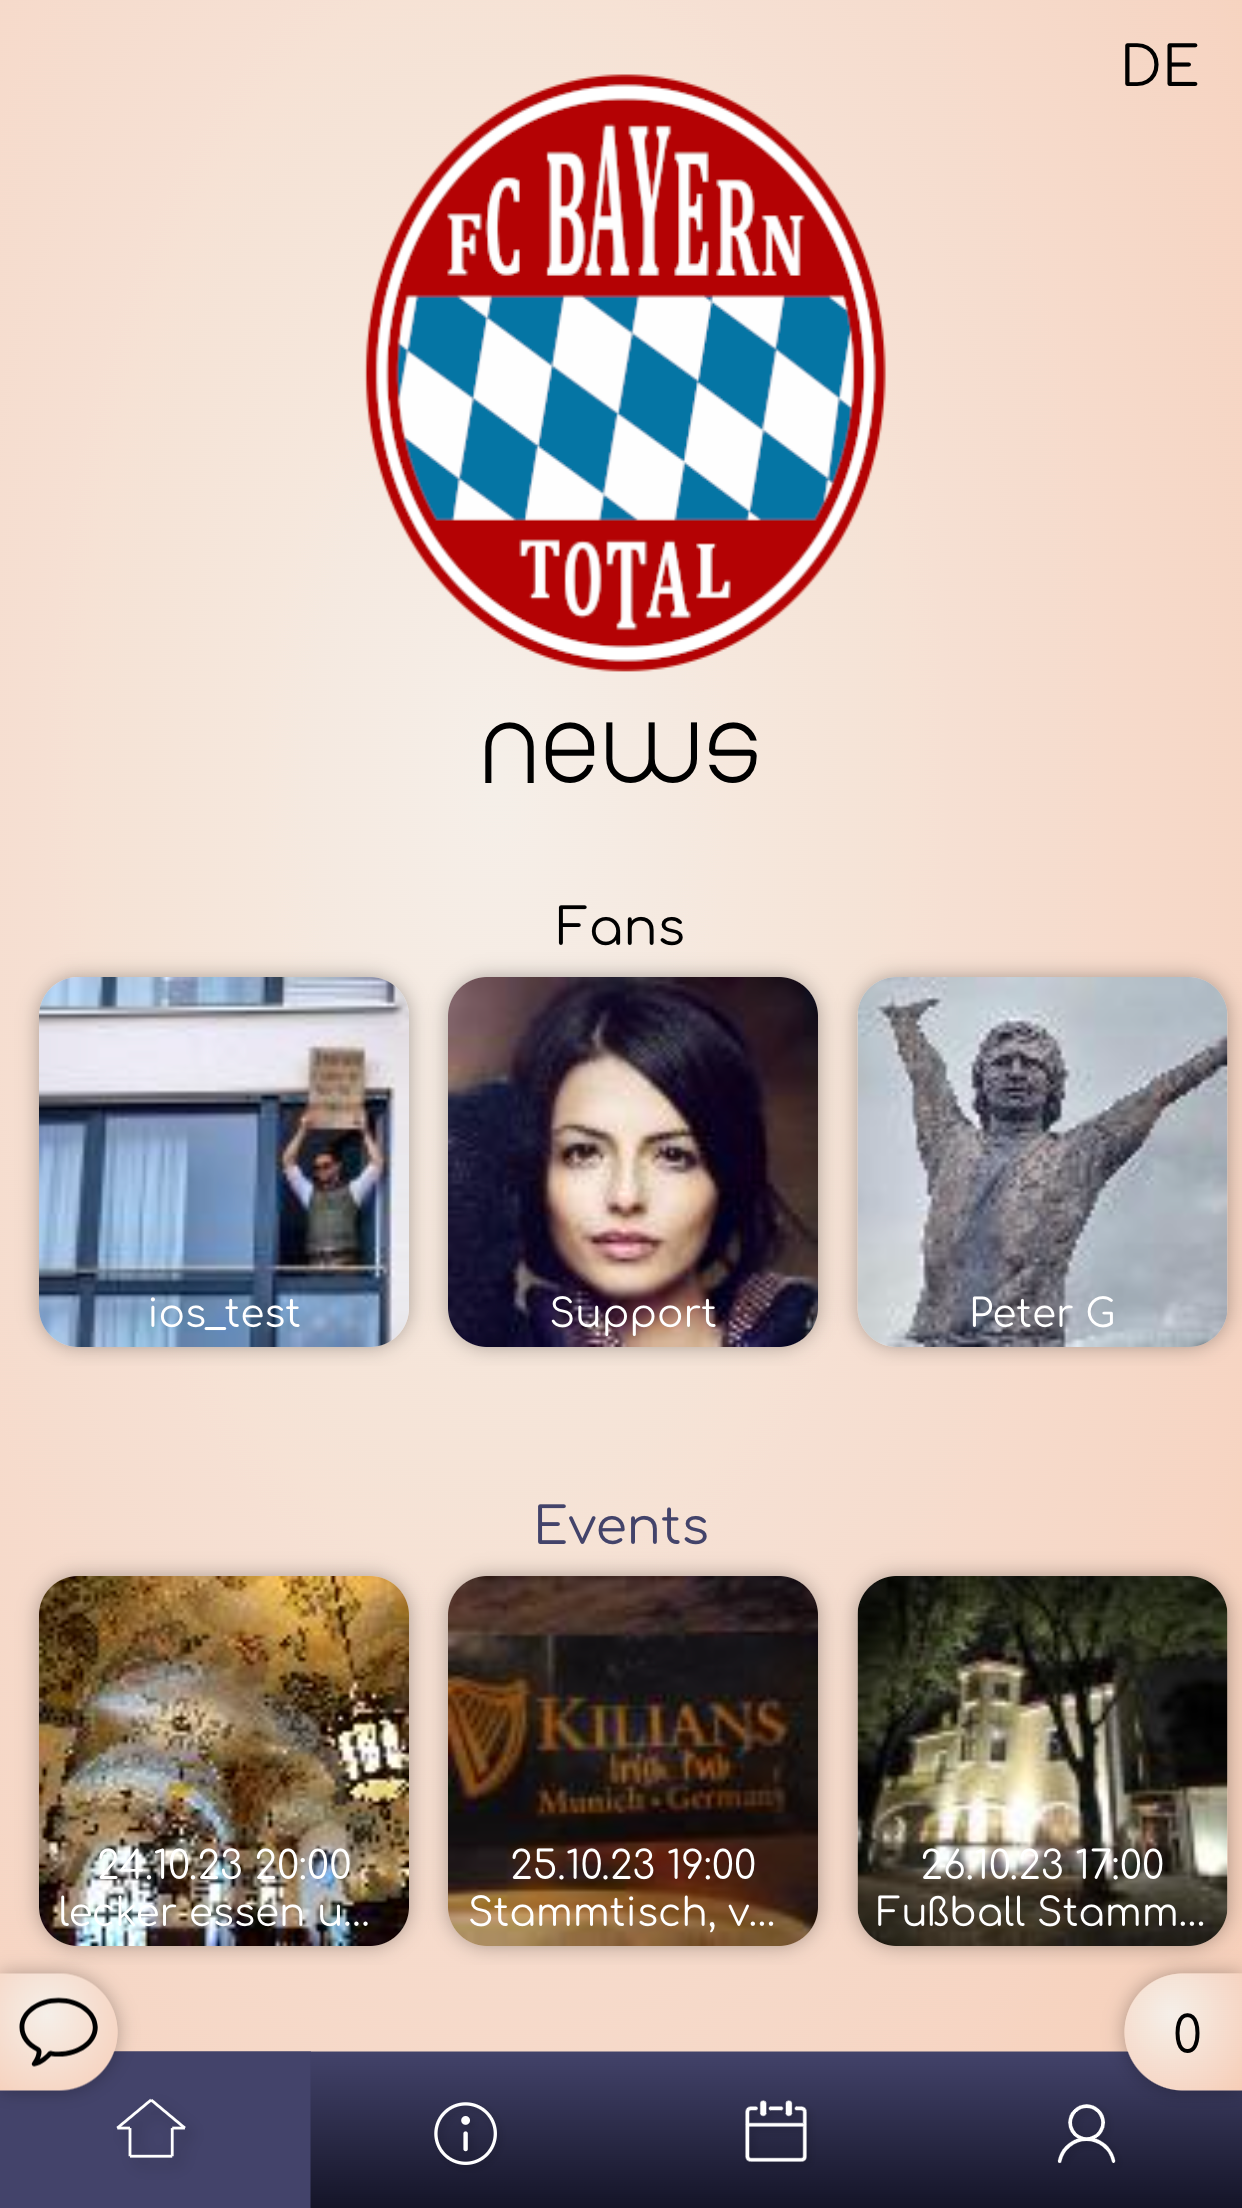 DE
FC BAYERN
TOTAL
news
Fans
ios_test
Support
Peter G
Events
KILIANS
Irish Pub
Munich • Germany
24.10.23 20:00
lecker essen u...
25.10.23 19:00
Stammtisch, v...
26.10.23 17:00
Fußball Stamm...
0